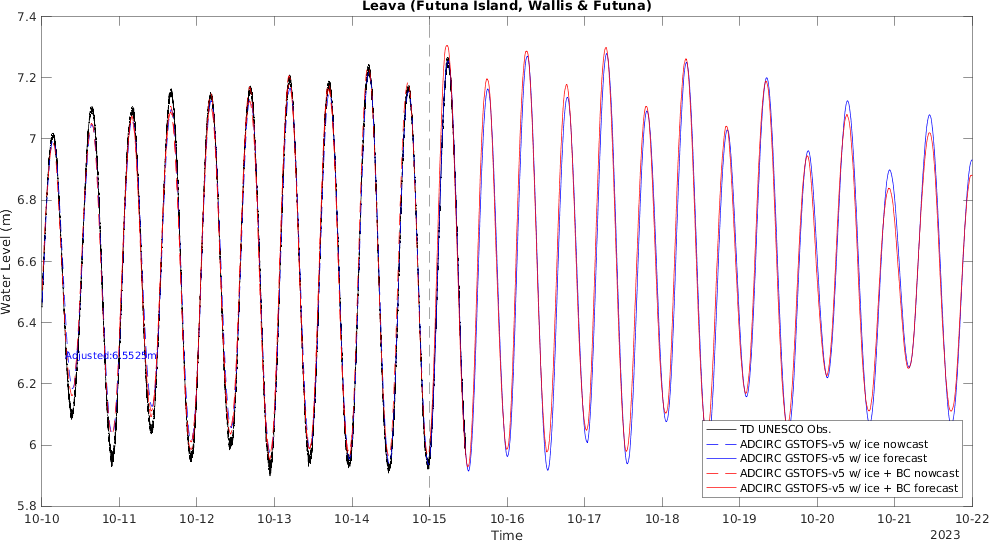 Leava (Futuna Island, Wallis & Futuna)
7.4
7.2
7
6.8
6.6
6.4
6.2
6
5.8
Water Level (m)
Adjusted:6.5525m
TD UNESCO Obs.
ADCIRC GSTOFS-v5 w/ ice nowcast
ADCIRC GSTOFS-v5 w/ ice forecast
ADCIRC GSTOFS-v5 w/ ice + BC nowcast
ADCIRC GSTOFS-v5 w/ ice + BC forecast
10-10 10-11 10-12 10-13 10-14 10-15 10-16 10-17 10-18 10-19 10-20 10-21 10-22
Time
2023